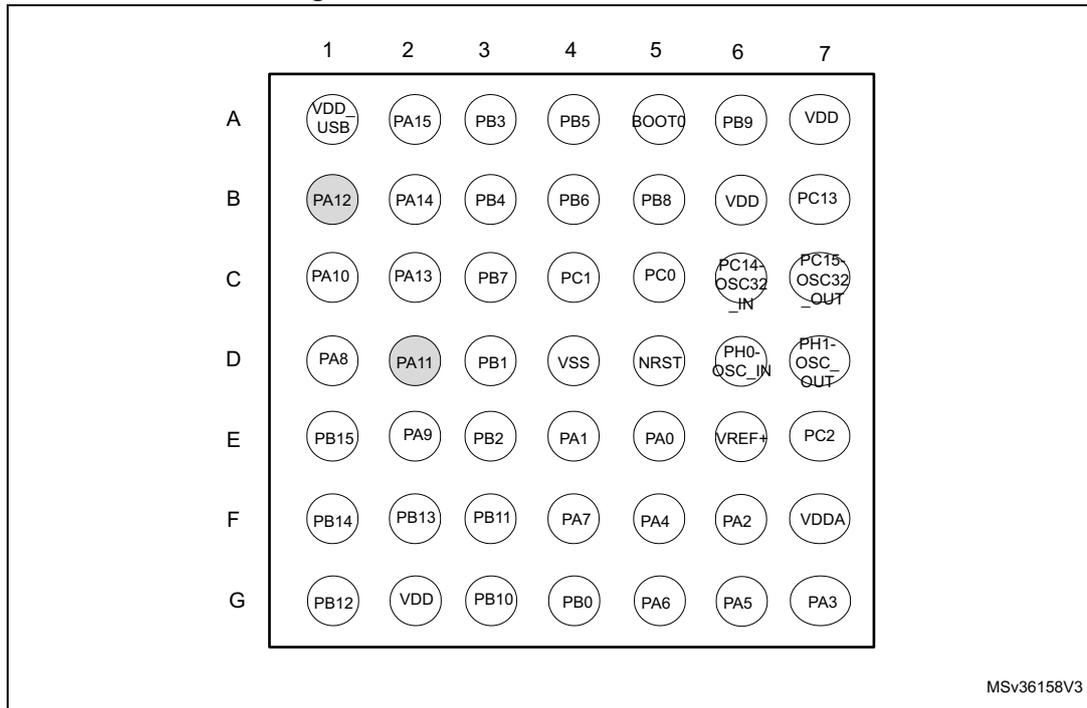 1 2 3 4 5 6 7
A VDD_ USB PA15 PB3 PB5 BOOT0 PB9 VDD
B PA12 PA14 PB4 PB6 PB8 VDD PC13
C PA10 PA13 PB7 PC1 PC0 PC14- OSC32 _IN PC15- OSC32 _OUT
D PA8 PA11 PB1 VSS NRST PH0- OSC_IN PH1- OSC_ OUT
E PB15 PA9 PB2 PA1 PA0 VREF+ PC2
F PB14 PB13 PB11 PA7 PA4 PA2 VDDA
G PB12 VDD PB10 PB0 PA6 PA5 PA3
MSv36158V3